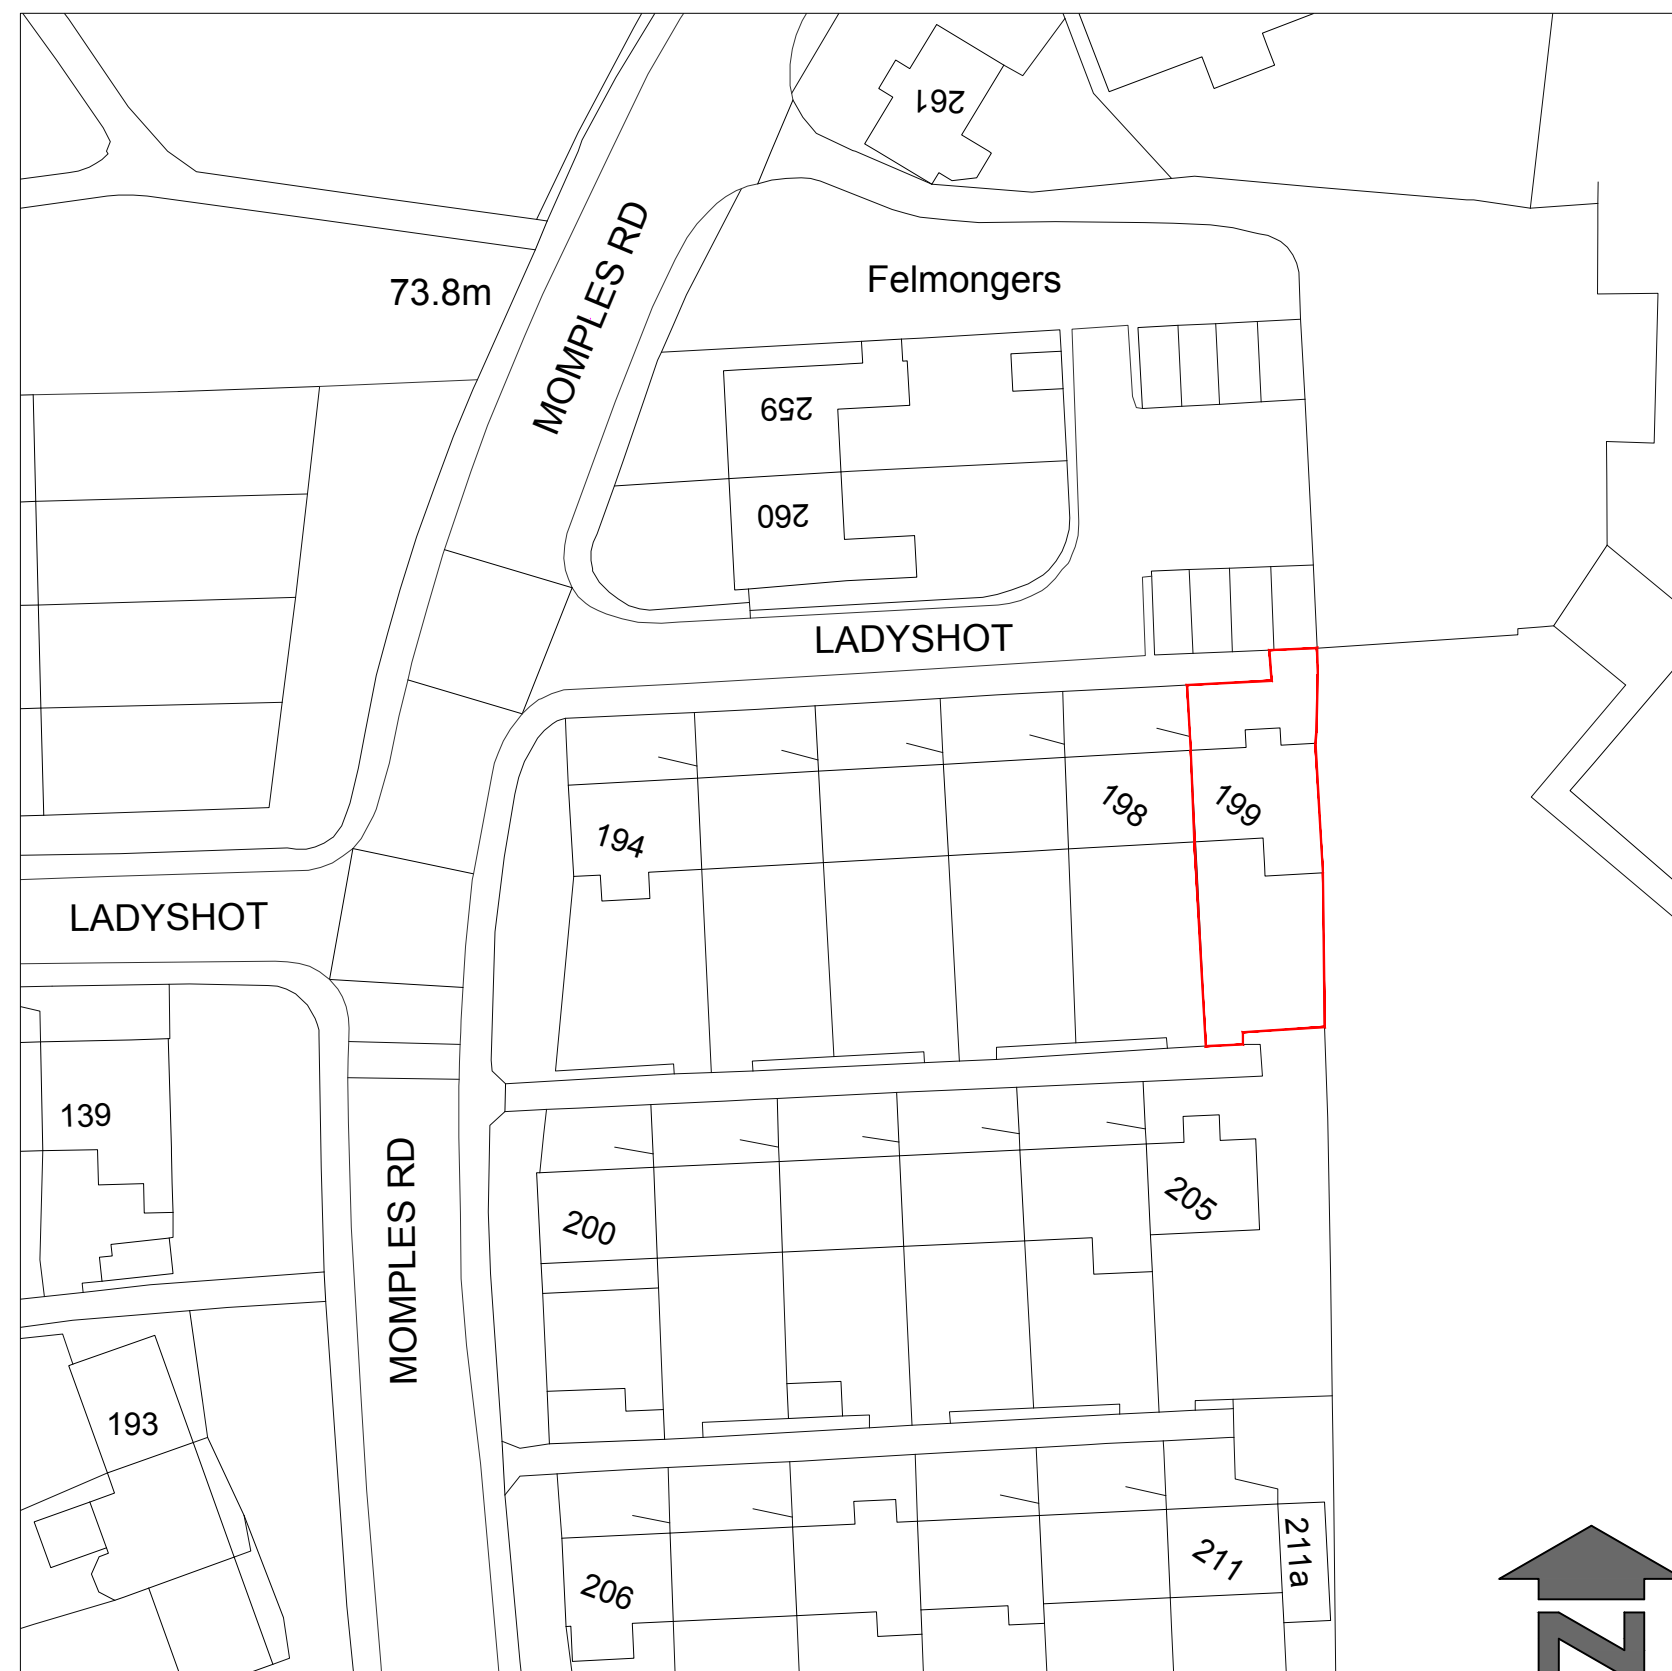 261
MOMPLES RD
Felmongers
73.8m
259
260
LADYSHOT
198
199
194
LADYSHOT
139
MOMPLES RD
205
200
193
211
211a
206
N